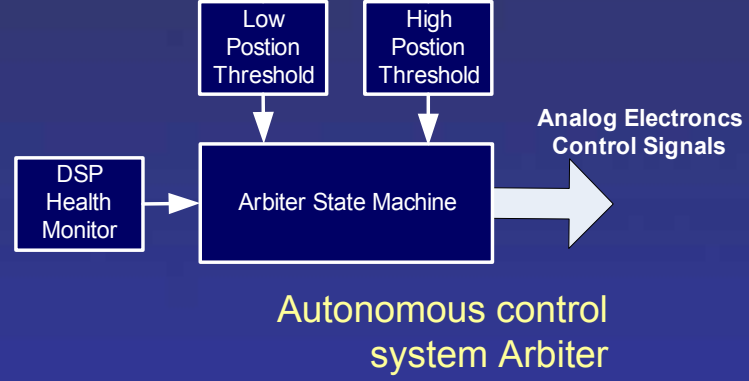 Low
Postion
Threshold
High
Postion
Threshold
Analog Electroncs
Control Signals
DSP
Health
Monitor
Arbiter State Machine
Autonomous control
system Arbiter